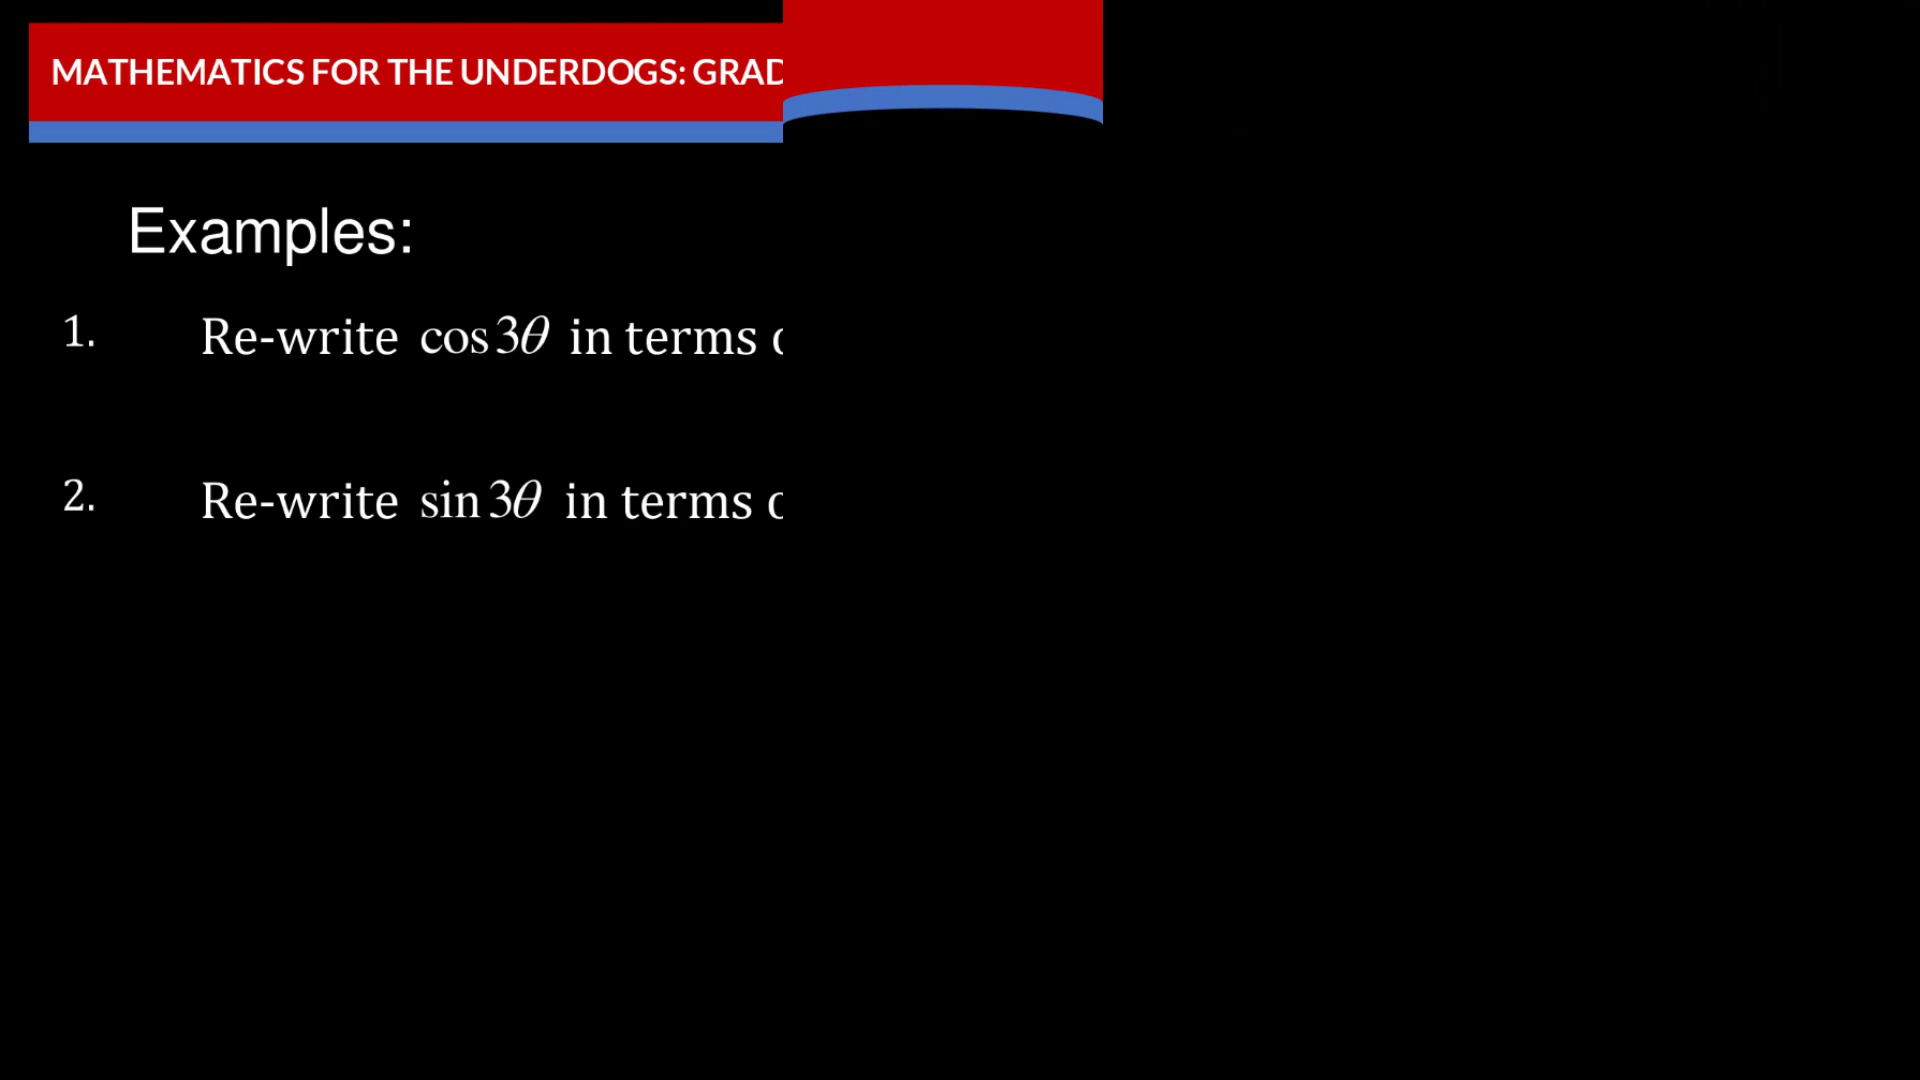 MATHEMATICS FOR THE UNDERDOGS:
Examples:
1. Re-write cos 3θ in terms
2. Re-write sin 3θ in terms